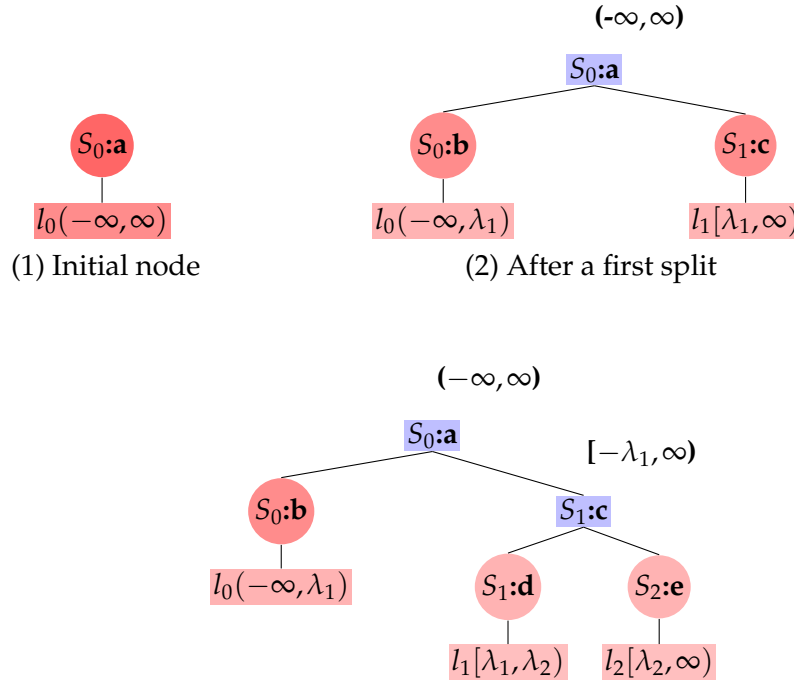 (-∞, ∞)
S₀:a
S₀:a
S₀:b
S₁:c
l₀(−∞, ∞)
l₀(−∞, λ₁)
l₁[λ₁, ∞)
(1) Initial node
(2) After a first split
(−∞, ∞)
S₀:a
[−λ₁, ∞)
S₀:b
S₁:c
l₀(−∞, λ₁)
S₁:d
S₂:e
l₁[λ₁, λ₂)
l₂[λ₂, ∞)